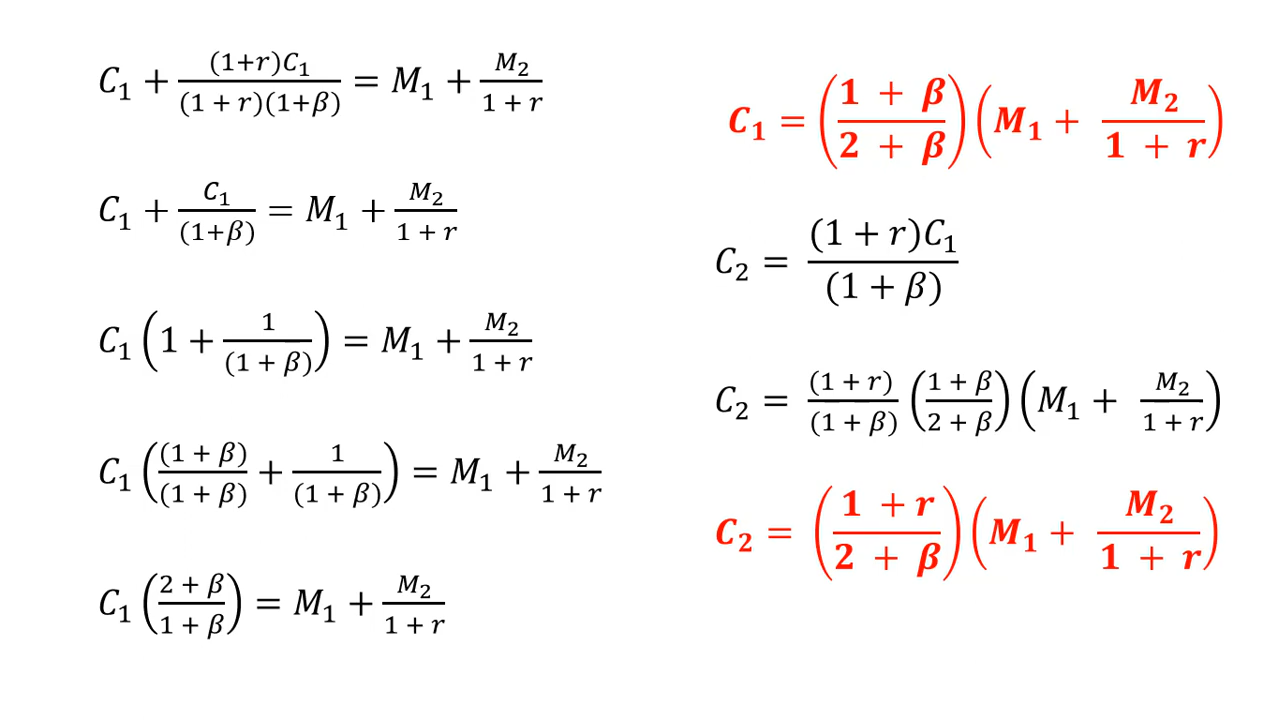 C₁ + (1+r)C₁/((1 + r)(1+β)) = M₁ + M₂/(1 + r)
C₁ + C₁/(1+β) = M₁ + M₂/(1 + r)
C₁(1 + 1/(1 + β)) = M₁ + M₂/(1 + r)
C₁((1 + β)/(1 + β) + 1/(1 + β)) = M₁ + M₂/(1 + r)
C₁((2 + β)/(1 + β)) = M₁ + M₂/(1 + r)
C₁ = ((1 + β)/(2 + β))(M₁ + M₂/(1 + r))
C₂ = (1 + r)C₁/(1 + β)
C₂ = (1 + r)/(1 + β) ((1 + β)/(2 + β))(M₁ + M₂/(1 + r))
C₂ = ((1 + r)/(2 + β))(M₁ + M₂/(1 + r))